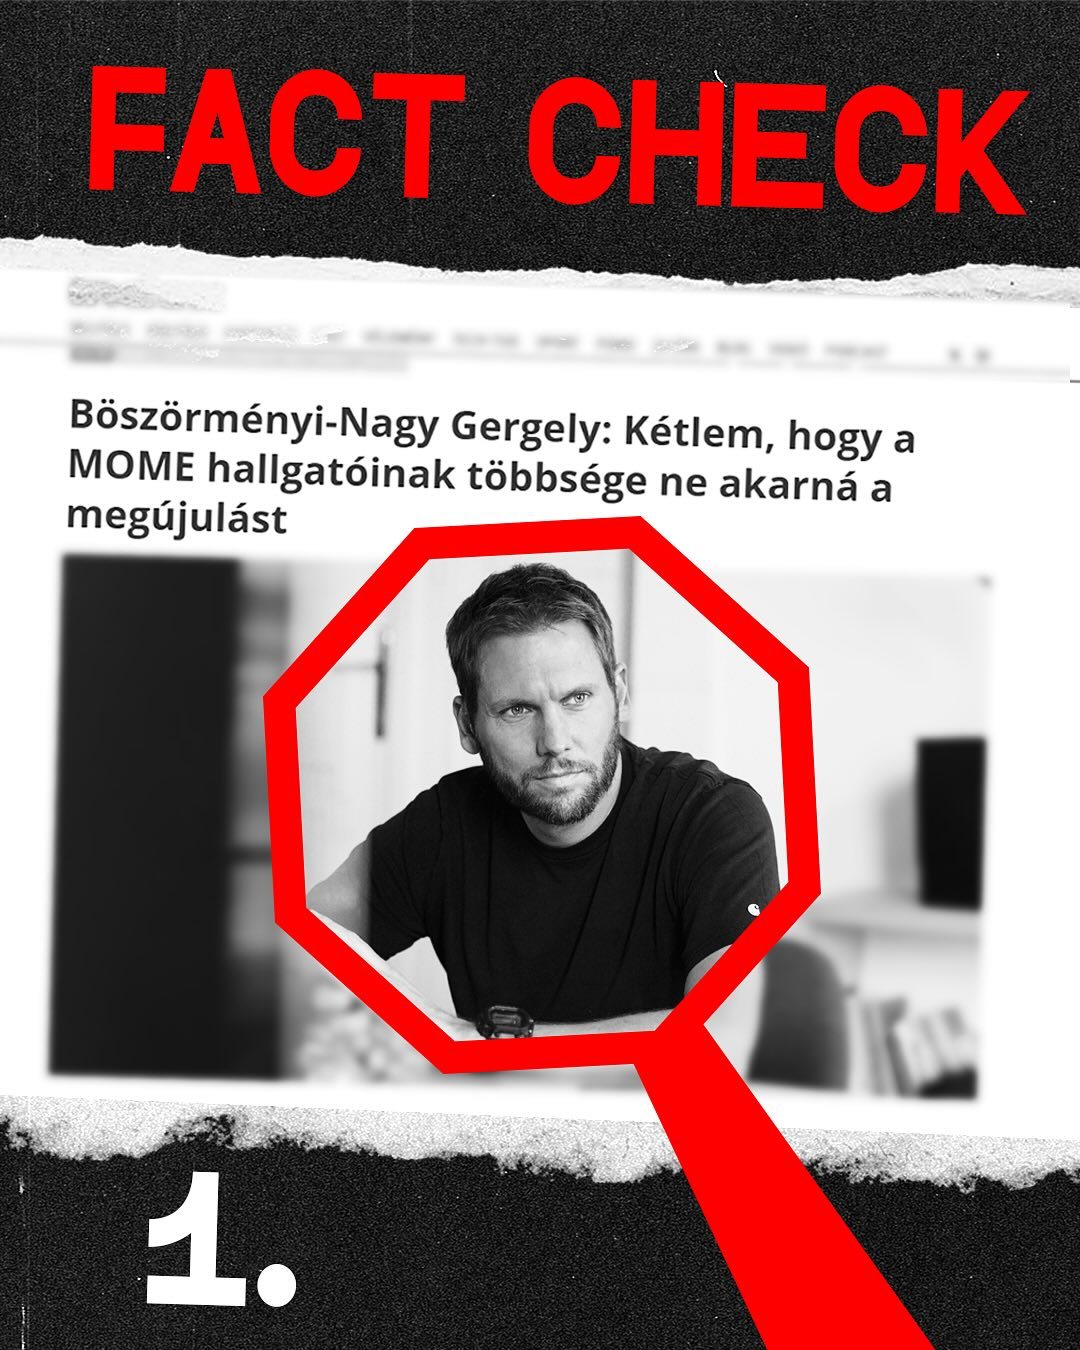 FACT CHECK
Böszörményi-Nagy Gergely: Kétlem, hogy a
MOME hallgatóinak többsége ne akarná a
megújulást
1.